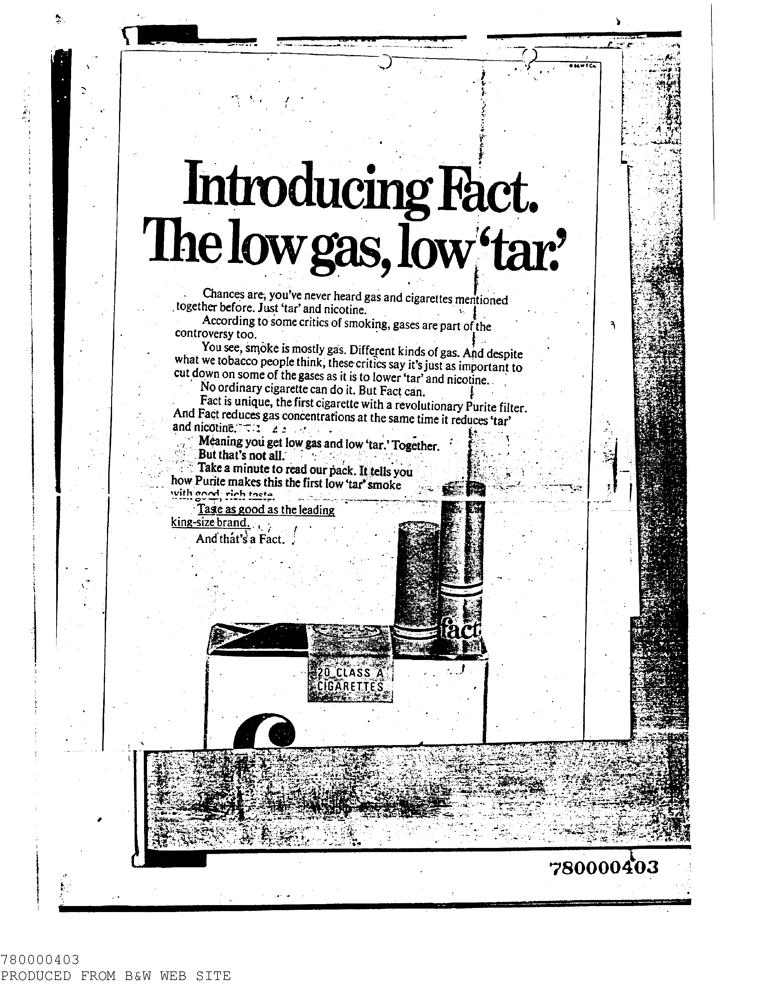 © B&W T Co.
Introducing Fact.
The low gas, low ‘tar.’
Chances are, you've never heard gas and cigarettes mentioned
together before. Just ‘tar’ and nicotine.
According to some critics of smoking, gases are part of the
controversy too.
You see, smoke is mostly gas. Different kinds of gas. And despite
what we tobacco people think, these critics say it's just as important to
cut down on some of the gases as it is to lower ‘tar’ and nicotine.
No ordinary cigarette can do it. But Fact can.
Fact is unique, the first cigarette with a revolutionary Purite filter.
And Fact reduces gas concentrations at the same time it reduces ‘tar’
and nicotine.
Meaning you get low gas and low ‘tar.’ Together.
But that's not all.
Take a minute to read our pack. It tells you
how Purite makes this the first low ‘tar’ smoke
with good, rich taste.
Taste as good as the leading
king-size brand.
And that's a Fact.
fact
20 CLASS A
CIGARETTES
780000403
780000403
PRODUCED FROM B&W WEB SITE